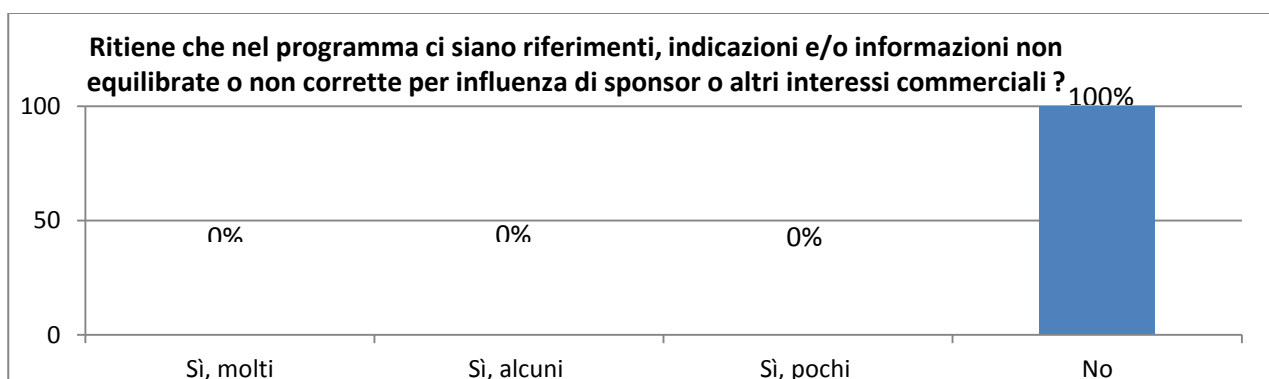 Ritiene che nel programma ci siano riferimenti, indicazioni e/o informazioni non
equilibrate o non corrette per influenza di sponsor o altri interessi commerciali ?
100%
100
50
0% 0% 0%
0
Sì, molti Sì, alcuni Sì, pochi No